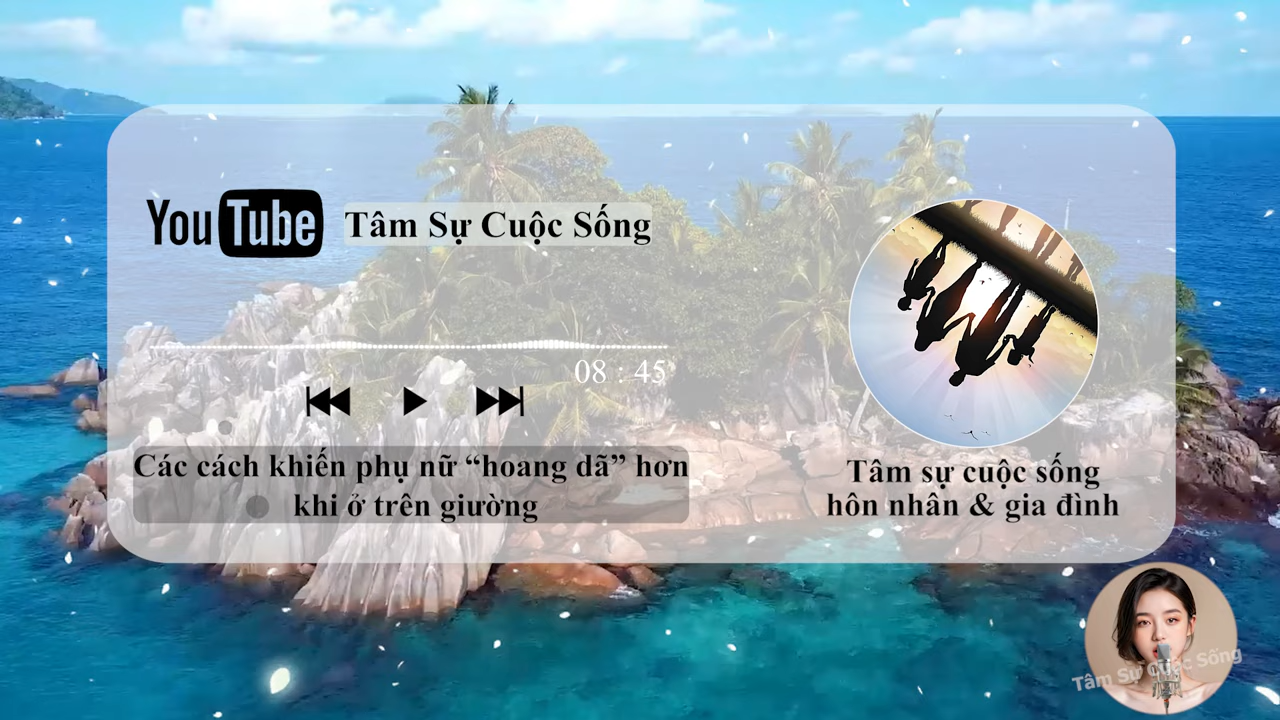 YouTube Tâm Sự Cuộc Sống
08 : 45
Các cách khiến phụ nữ “hoang dã” hơn
khi ở trên giường
Tâm sự cuộc sống
hôn nhân & gia đình
Tâm Sự Cuộc Sống